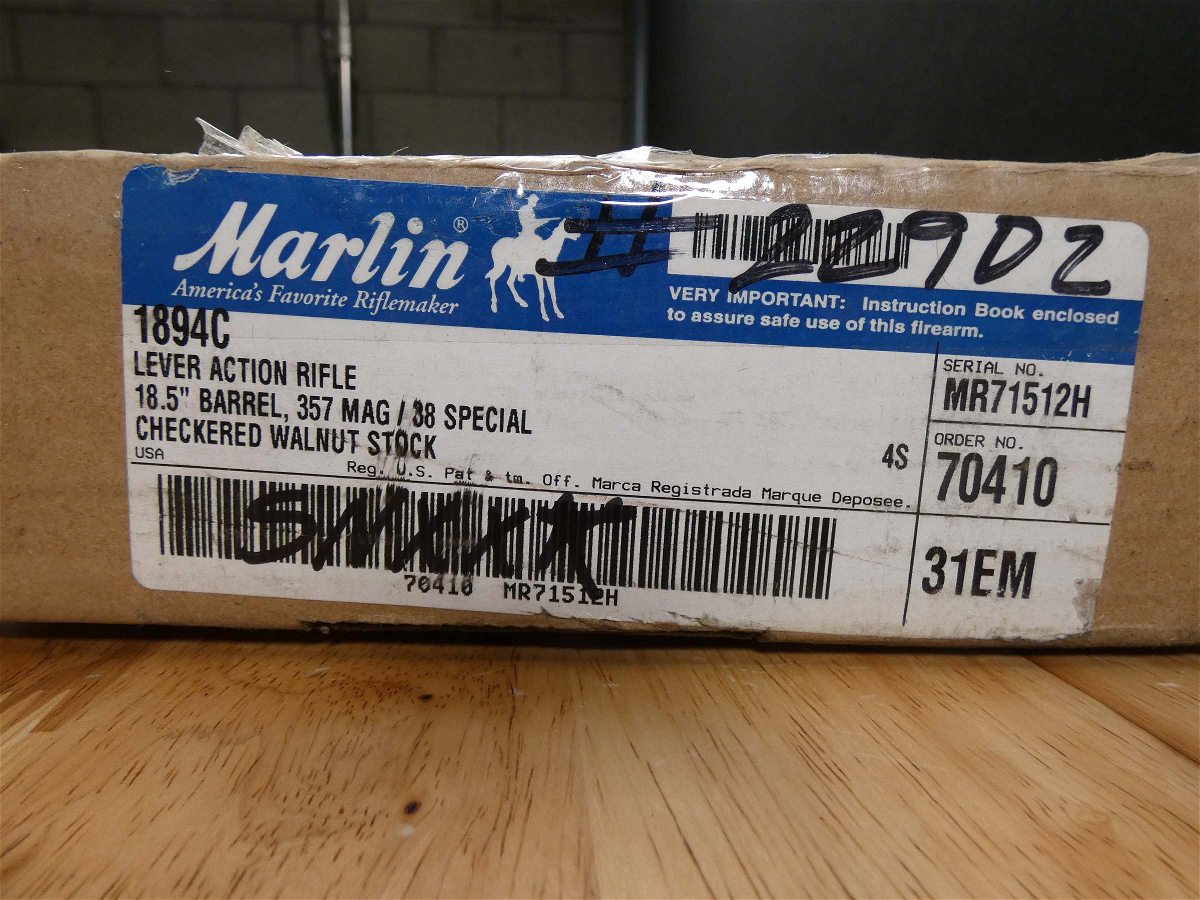 Marlin®
America's Favorite Riflemaker
# 22902
VERY IMPORTANT: Instruction Book enclosed
to assure safe use of this firearm.
1894C
LEVER ACTION RIFLE
18.5" BARREL, 357 MAG / 38 SPECIAL
CHECKERED WALNUT STOCK
USA
4S
Reg. U.S. Pat & tm. Off. Marca Registrada Marque Deposee.
SERIAL NO.
MR71512H
ORDER NO.
70410
31EM
70410 MR71512H